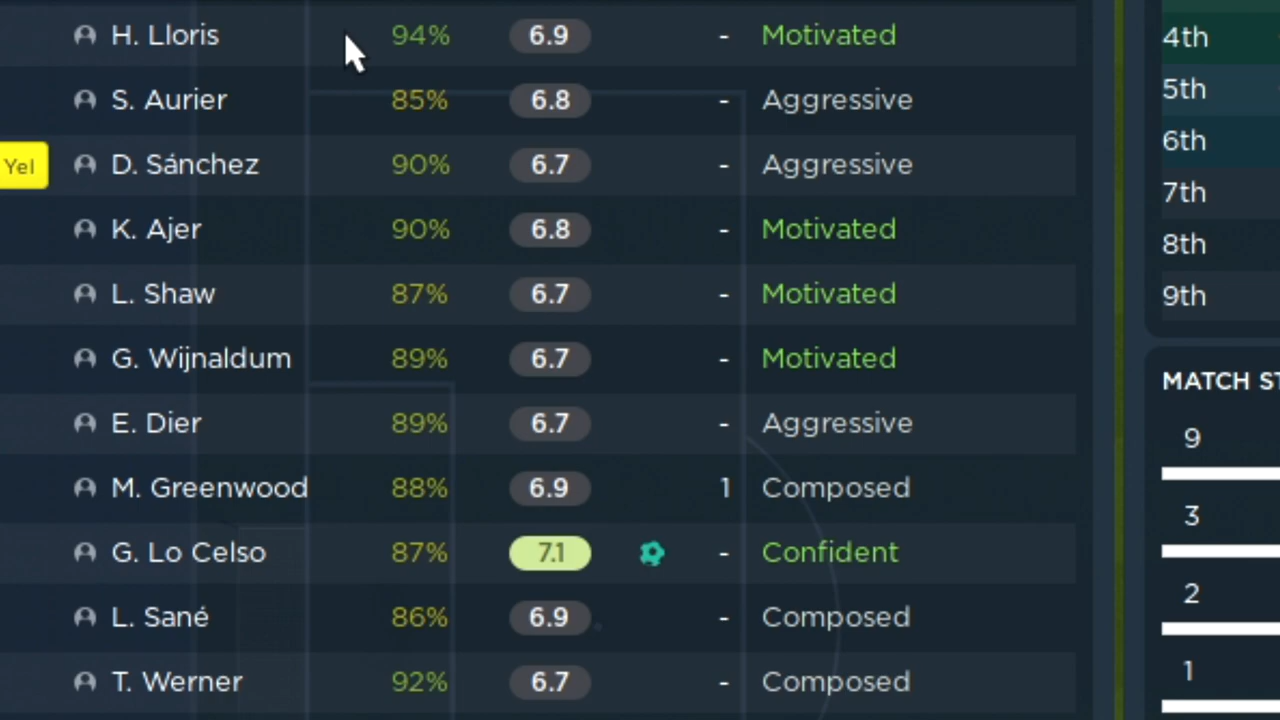 H. Lloris 94% 6.9 - Motivated
S. Aurier 85% 6.8 - Aggressive
Yel D. Sánchez 90% 6.7 - Aggressive
K. Ajer 90% 6.8 - Motivated
L. Shaw 87% 6.7 - Motivated
G. Wijnaldum 89% 6.7 - Motivated
E. Dier 89% 6.7 - Aggressive
M. Greenwood 88% 6.9 1 Composed
G. Lo Celso 87% 7.1 - Confident
L. Sané 86% 6.9 - Composed
T. Werner 92% 6.7 - Composed
4th
5th
6th
7th
8th
9th
MATCH ST
9
3
2
1